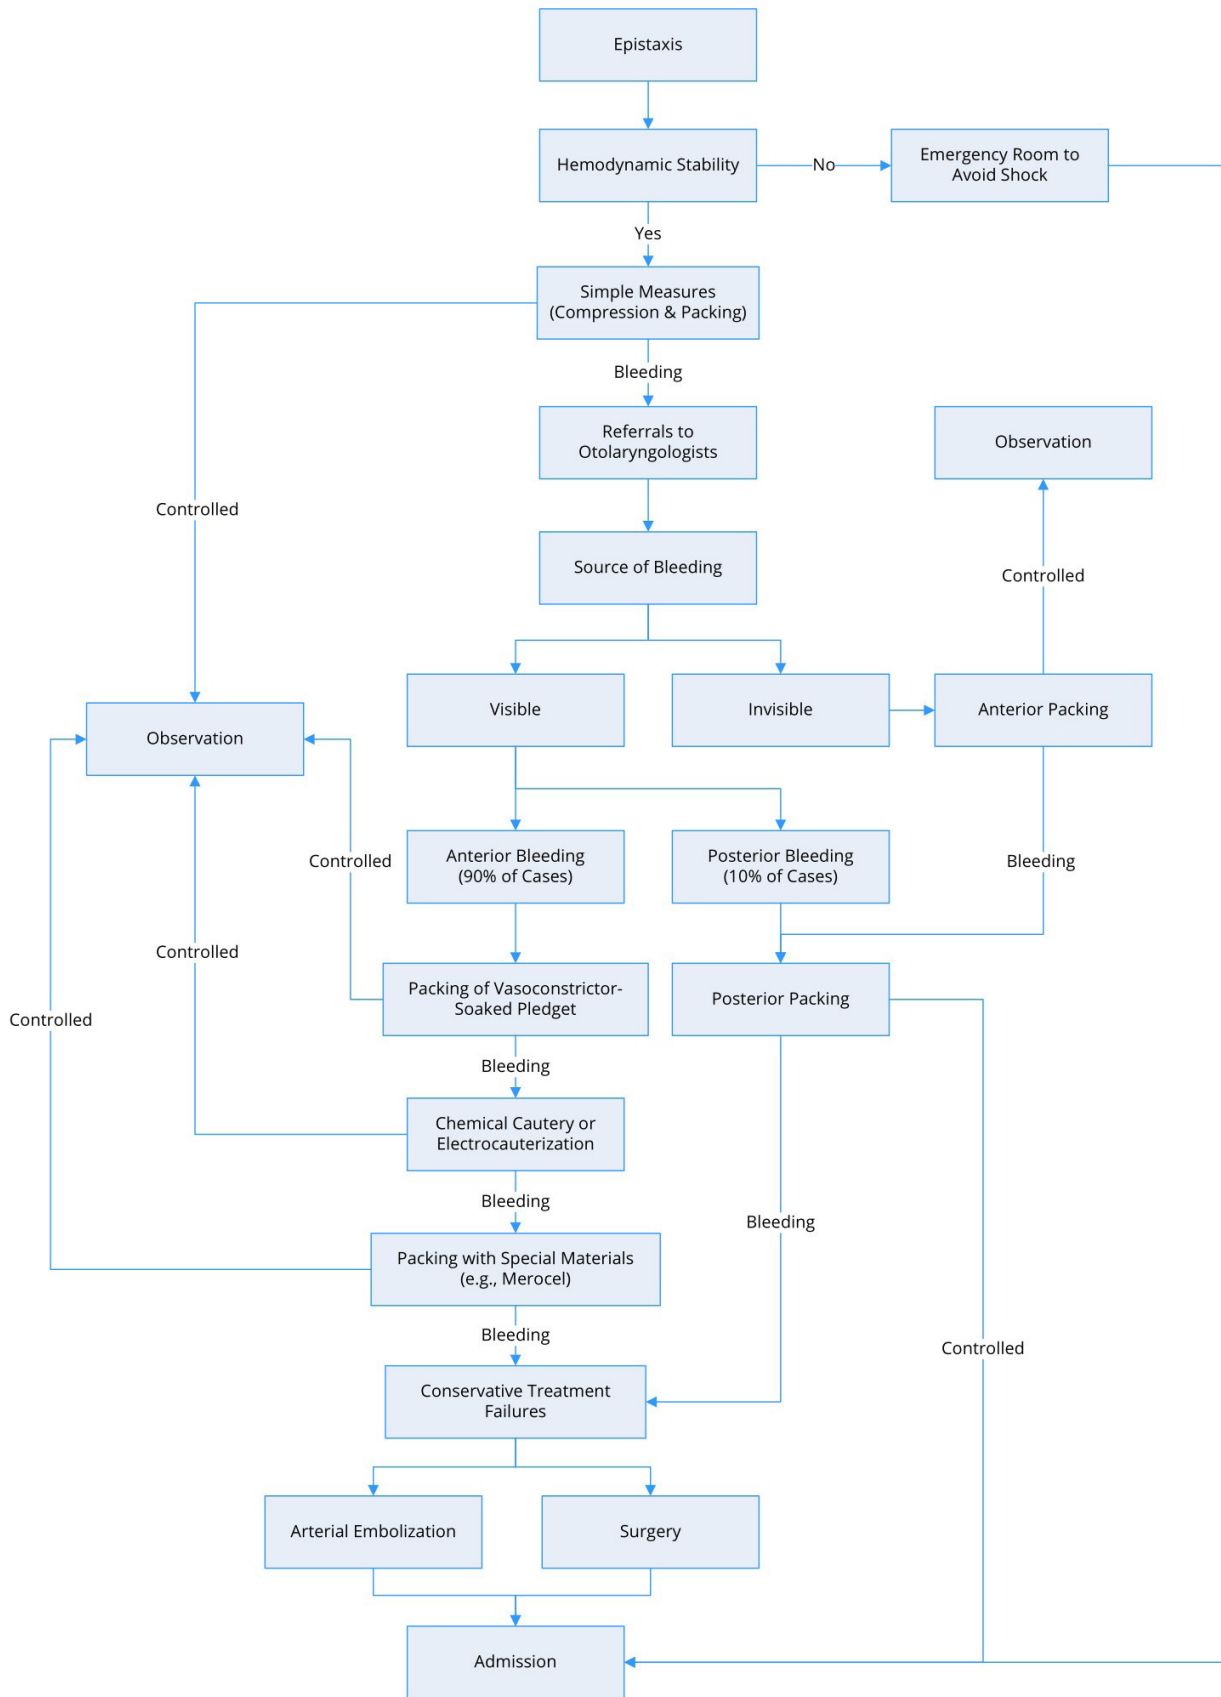 Epistaxis
Hemodynamic Stability
No
Emergency Room to
Avoid Shock
Yes
Simple Measures
(Compression & Packing)
Bleeding
Referrals to
Otolaryngologists
Observation
Controlled
Source of Bleeding
Controlled
Visible
Invisible
Anterior Packing
Observation
Controlled
Anterior Bleeding
(90% of Cases)
Posterior Bleeding
(10% of Cases)
Bleeding
Controlled
Packing of Vasoconstrictor-
Soaked Pledget
Posterior Packing
Controlled
Bleeding
Chemical Cautery or
Electrocauterization
Bleeding
Bleeding
Packing with Special Materials
(e.g., Merocel)
Bleeding
Controlled
Conservative Treatment
Failures
Arterial Embolization
Surgery
Admission